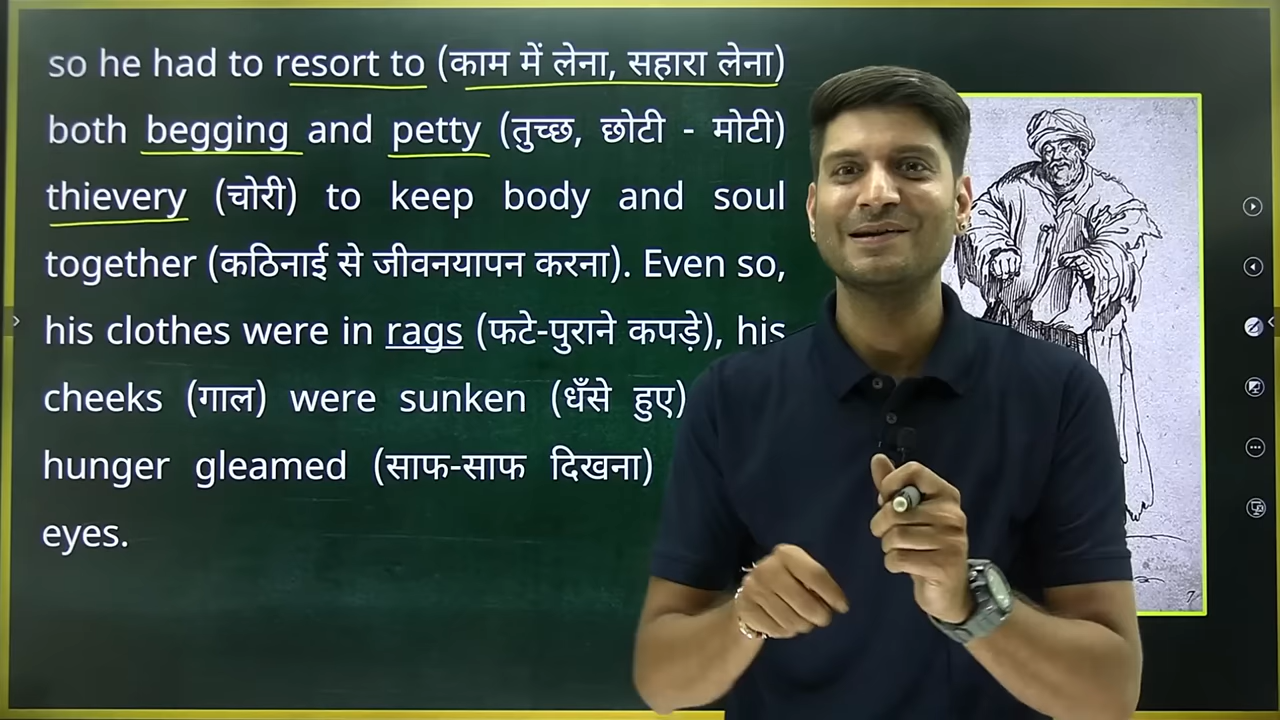 so he had to resort to (काम में लेना, सहारा लेना)
both begging and petty (तुच्छ, छोटी - मोटी)
thievery (चोरी) to keep body and soul
together (कठिनाई से जीवनयापन करना). Even so,
his clothes were in rags (फटे-पुराने कपड़े), his
cheeks (गाल) were sunken (धँसे हुए)
hunger gleamed (साफ-साफ दिखना)
eyes.
7